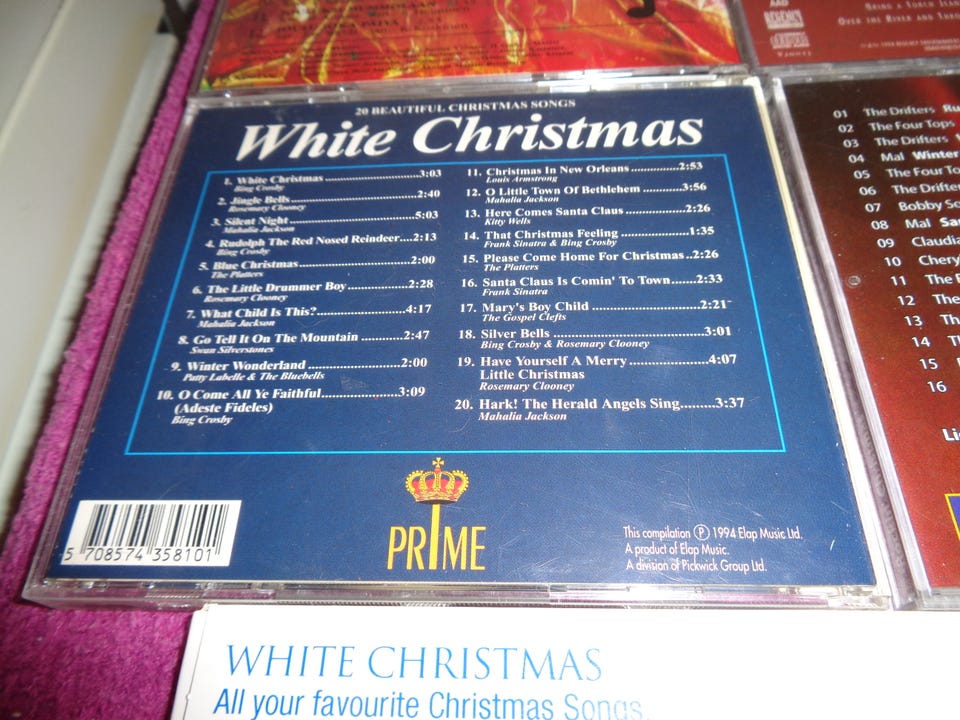 BRING A TORCH
OVER THE RIVER AND
20 BEAUTIFUL CHRISTMAS SONGS
White Christmas
1. White Christmas ... 3:03
Bing Crosby
2. Jingle Bells ... 2:40
Rosemary Clooney
3. Silent Night ... 5:03
Mahalia Jackson
4. Rudolph The Red Nosed Reindeer.... 2:13
Bing Crosby
5. Blue Christmas ... 2:00
The Platters
6. The Little Drummer Boy ... 2:28
Rosemary Clooney
7. What Child Is This? ... 4:17
Mahalia Jackson
8. Go Tell It On The Mountain ... 2:47
Swan Silverstones
9. Winter Wonderland ... 2:00
Patty Labelle & The Bluebells
10. O Come All Ye Faithful ... 3:09
(Adeste Fideles)
Bing Crosby
11. Christmas In New Orleans ... 2:53
Louis Armstrong
12. O Little Town Of Bethlehem ... 3:56
Mahalia Jackson
13. Here Comes Santa Claus ... 2:26
Kitty Wells
14. That Christmas Feeling ... 1:35
Frank Sinatra & Bing Crosby
15. Please Come Home For Christmas .. 2:26
The Platters
16. Santa Claus Is Comin' To Town ... 2:33
Frank Sinatra
17. Mary's Boy Child ... 2:21
The Gospel Clefts
18. Silver Bells ... 3:01
Bing Crosby & Rosemary Clooney
19. Have Yourself A Merry ... 4:07
Little Christmas
Rosemary Clooney
20. Hark! The Herald Angels Sing ... 3:37
Mahalia Jackson
PRIME
5 708574 358101
This compilation Ⓟ 1994 Elap Music Ltd.
A product of Elap Music.
A division of Pickwick Group Ltd.
01 The Drifters
02 The Four Tops
03 The Drifters
04 Mal Winter
05 The Four
06 The Drifters
07 Bobby
08 Mal
09 Claudia
10
11 The
12 The
13
14 The
15
16
WHITE CHRISTMAS
All your favourite Christmas Songs.